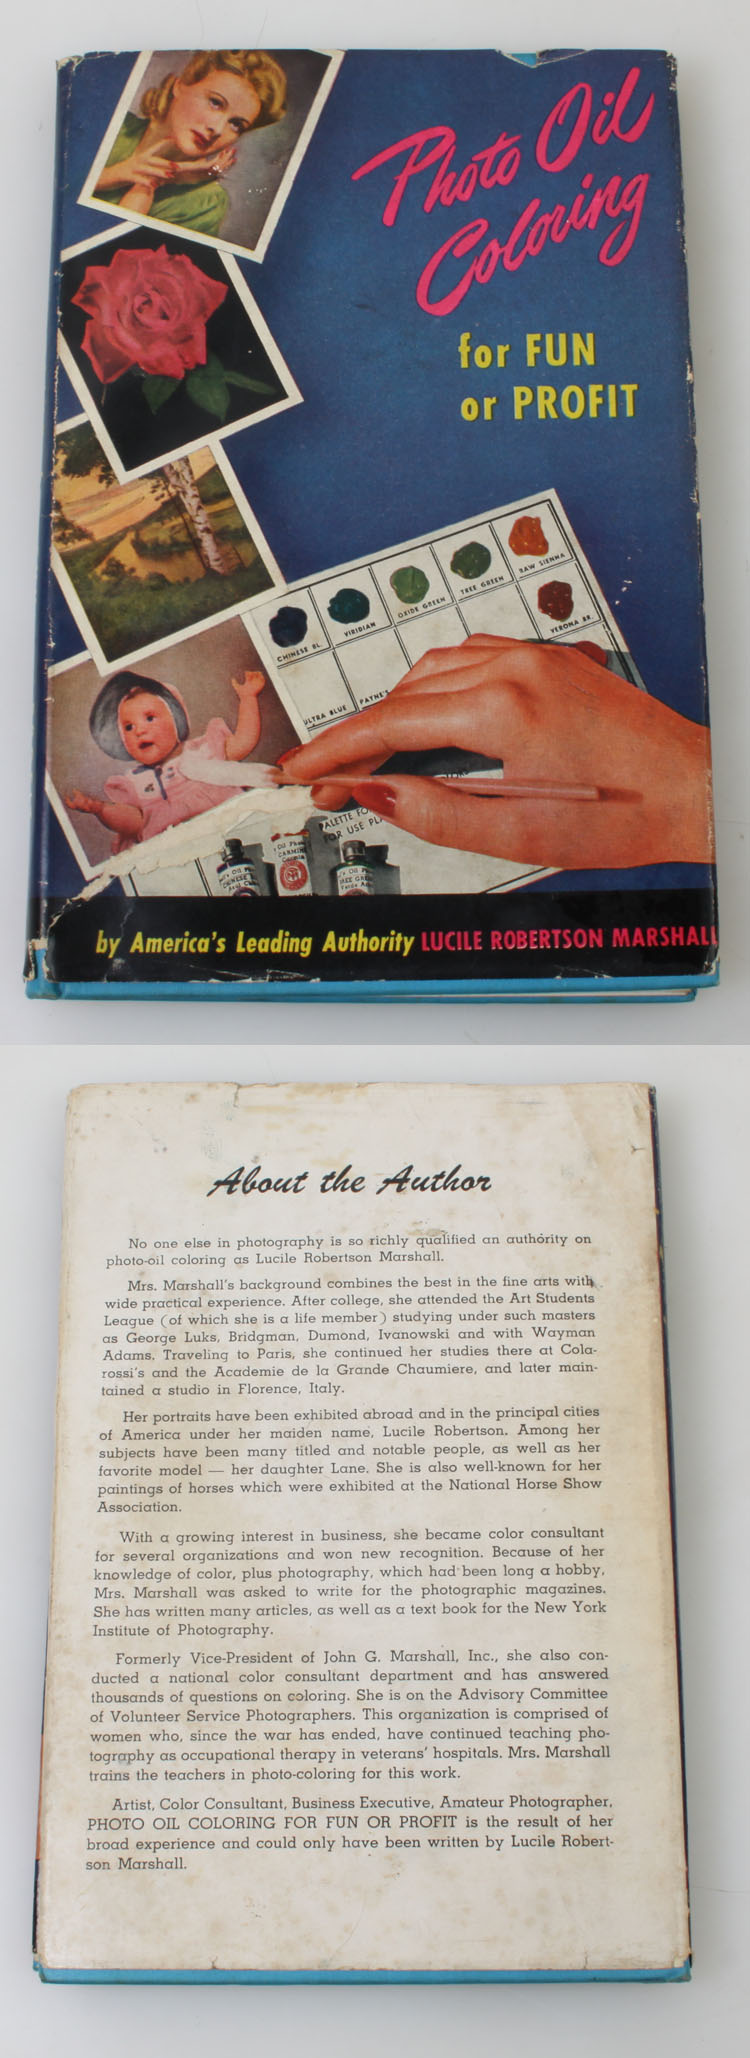 Photo Oil
Coloring
for FUN
or PROFIT
CHINESE BL.
VIRIDIAN
OXIDE GREEN
TREE GREEN
RAW SIENNA
VERONA BR.
ULTRA BLUE
PAYNE'S
PALETTE FO
FOR USE PL
by America's Leading Authority LUCILE ROBERTSON MARSHALL
About the Author
No one else in photography is so richly qualified an authority on
photo-oil coloring as Lucile Robertson Marshall.
Mrs. Marshall's background combines the best in the fine arts with
wide practical experience. After college, she attended the Art Students
League (of which she is a life member) studying under such masters
as George Luks, Bridgman, Dumond, Ivanowski and with Wayman
Adams. Traveling to Paris, she continued her studies there at Cola-
rossi's and the Academie de la Grande Chaumiere, and later main-
tained a studio in Florence, Italy.
Her portraits have been exhibited abroad and in the principal cities
of America under her maiden name, Lucile Robertson. Among her
subjects have been many titled and notable people, as well as her
favorite model — her daughter Lane. She is also well-known for her
paintings of horses which were exhibited at the National Horse Show
Association.
With a growing interest in business, she became color consultant
for several organizations and won new recognition. Because of her
knowledge of color, plus photography, which had been long a hobby,
Mrs. Marshall was asked to write for the photographic magazines.
She has written many articles, as well as a text book for the New York
Institute of Photography.
Formerly Vice-President of John G. Marshall, Inc., she also con-
ducted a national color consultant department and has answered
thousands of questions on coloring. She is on the Advisory Committee
of Volunteer Service Photographers. This organization is comprised of
women who, since the war has ended, have continued teaching pho-
tography as occupational therapy in veterans' hospitals. Mrs. Marshall
trains the teachers in photo-coloring for this work.
Artist, Color Consultant, Business Executive, Amateur Photographer,
PHOTO OIL COLORING FOR FUN OR PROFIT is the result of her
broad experience and could only have been written by Lucile Robert-
son Marshall.